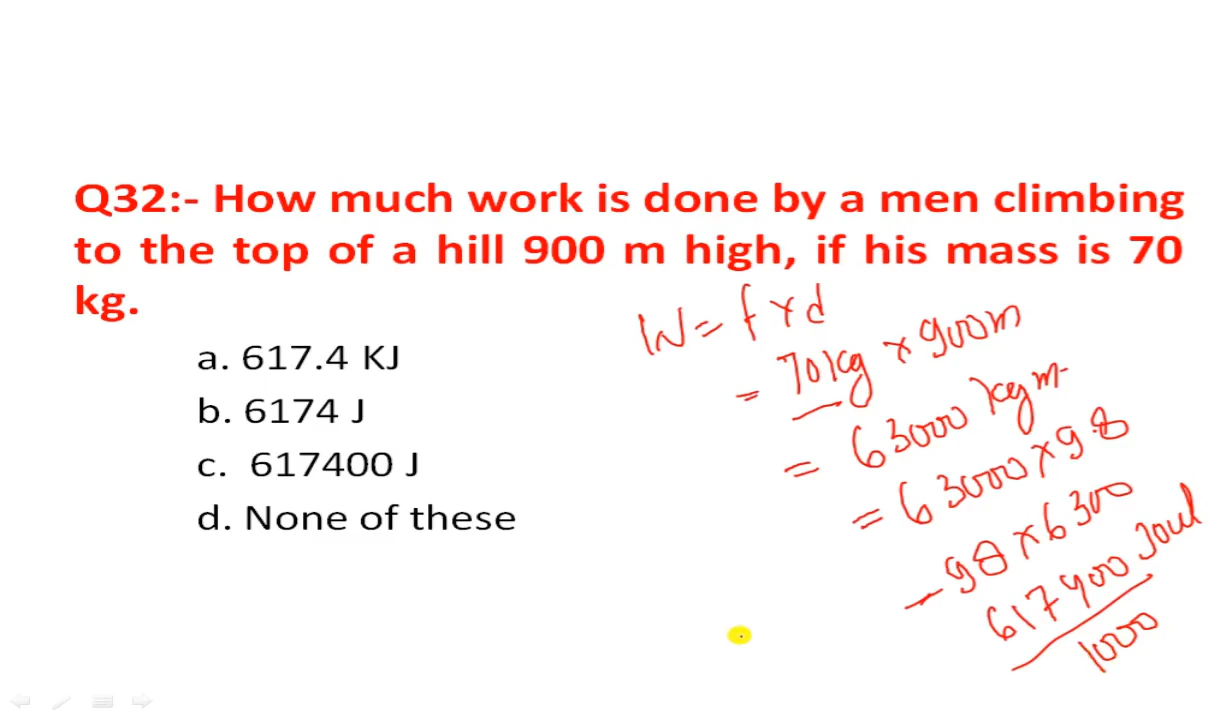 Q32:- How much work is done by a men climbing
to the top of a hill 900 m high, if his mass is 70
kg.
a. 617.4 KJ
b. 6174 J
c. 617400 J
d. None of these
W = f x d
= 70kg x 900m
= 63000 kgm
= 63000 x 9.8
- 98 x 6300
617400 Joul
1000